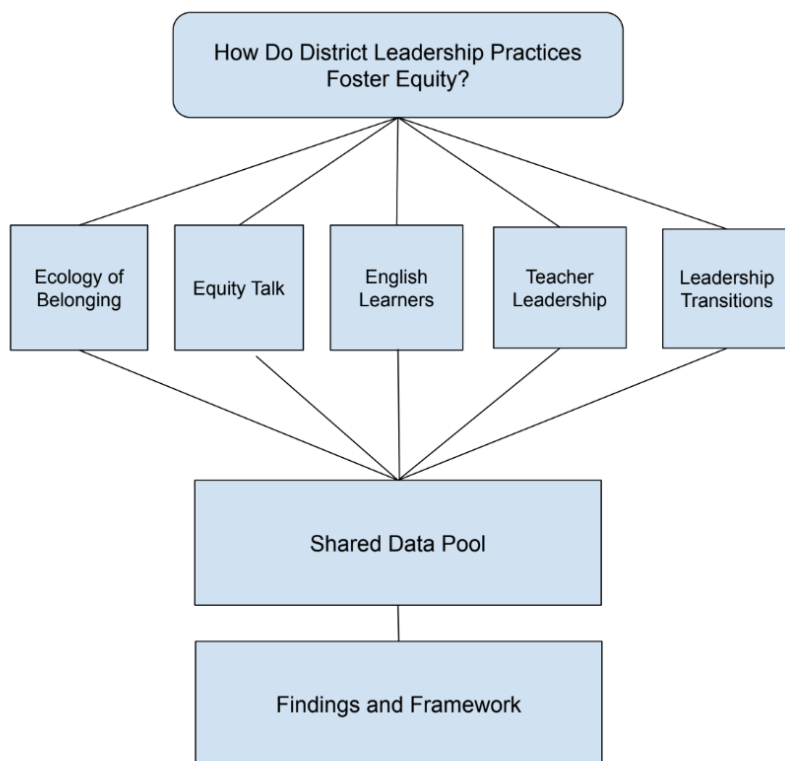 How Do District Leadership Practices
Foster Equity?
Ecology of
Belonging
Equity Talk
English
Learners
Teacher
Leadership
Leadership
Transitions
Shared Data Pool
Findings and Framework